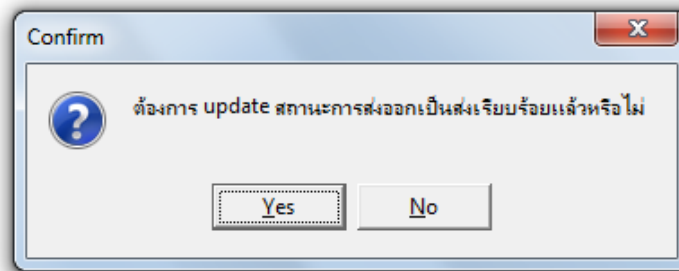 Confirm
ต้องการ update สถานะการส่งออกเป็นส่งเรียบร้อยแล้วหรือไม่
Yes
No